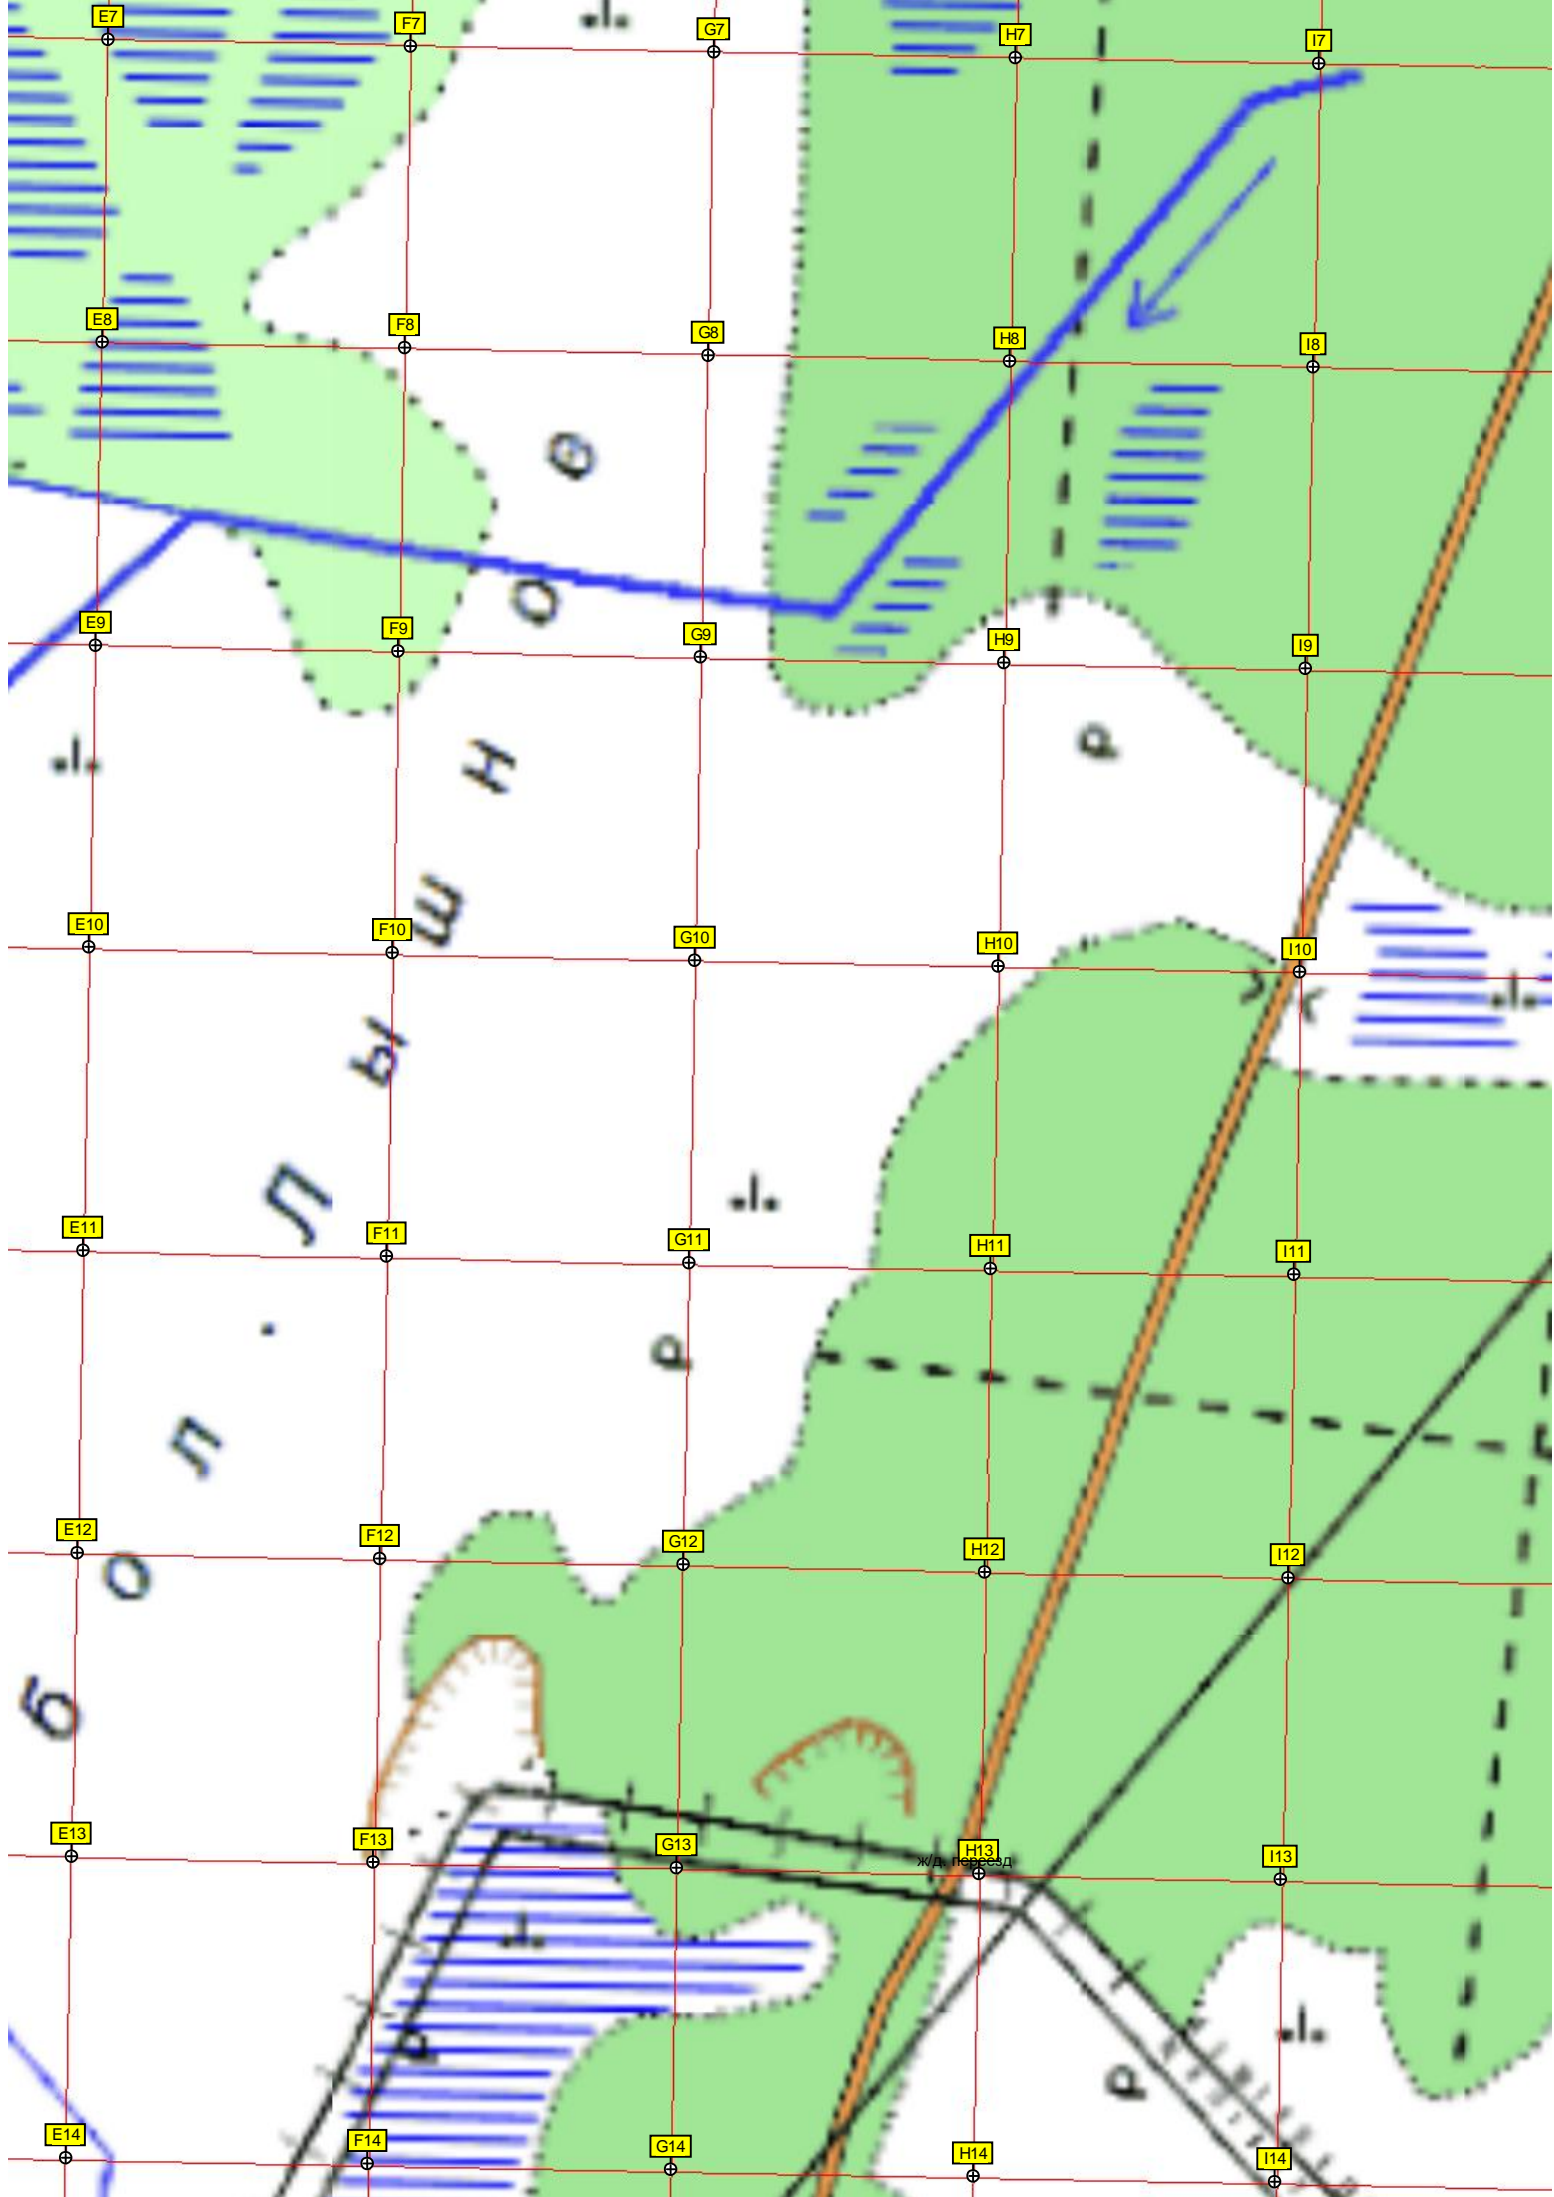 E7 F7 G7 H7 I7
E8 F8 G8 H8 I8
E9 F9 G9 H9 I9
р
E10 F10 G10 H10 I10
E11 F11 G11 H11 I11
р
E12 F12 G12 H12 I12
E13 F13 G13 H13 I13
ж/д. переезд
р
р
E14 F14 G14 H14 I14
бол. Лышное